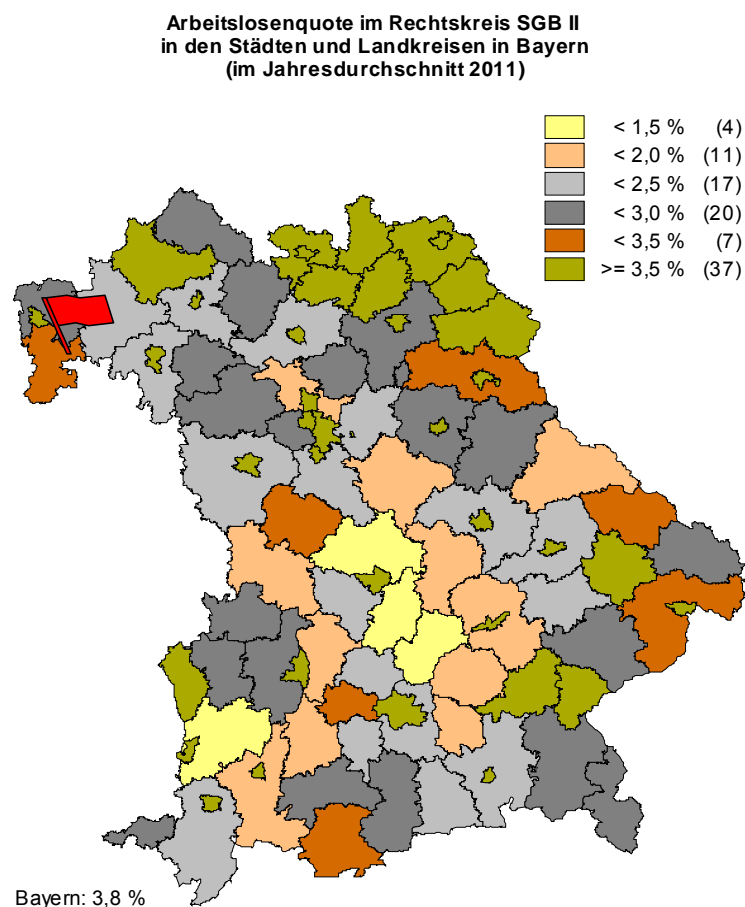 Arbeitslosenquote im Rechtskreis SGB II
in den Städten und Landkreisen in Bayern
(im Jahresdurchschnitt 2011)
< 1,5 % (4)
< 2,0 % (11)
< 2,5 % (17)
< 3,0 % (20)
< 3,5 % (7)
>= 3,5 % (37)
Bayern: 3,8 %